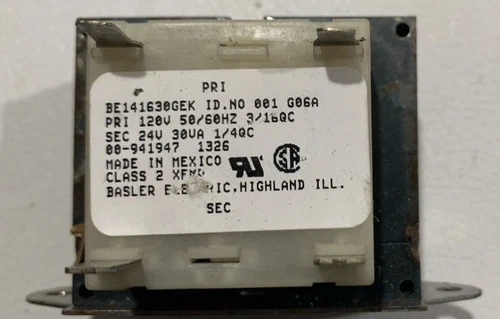 PRI
BE141630GEK ID.NO 001 G06A
PRI 120V 50/60HZ 3/16QC
SEC 24V 30VA 1/4QC
00-941947 1326
MADE IN MEXICO
CLASS 2
BASLER ELECTRIC, HIGHLAND ILL.
SEC